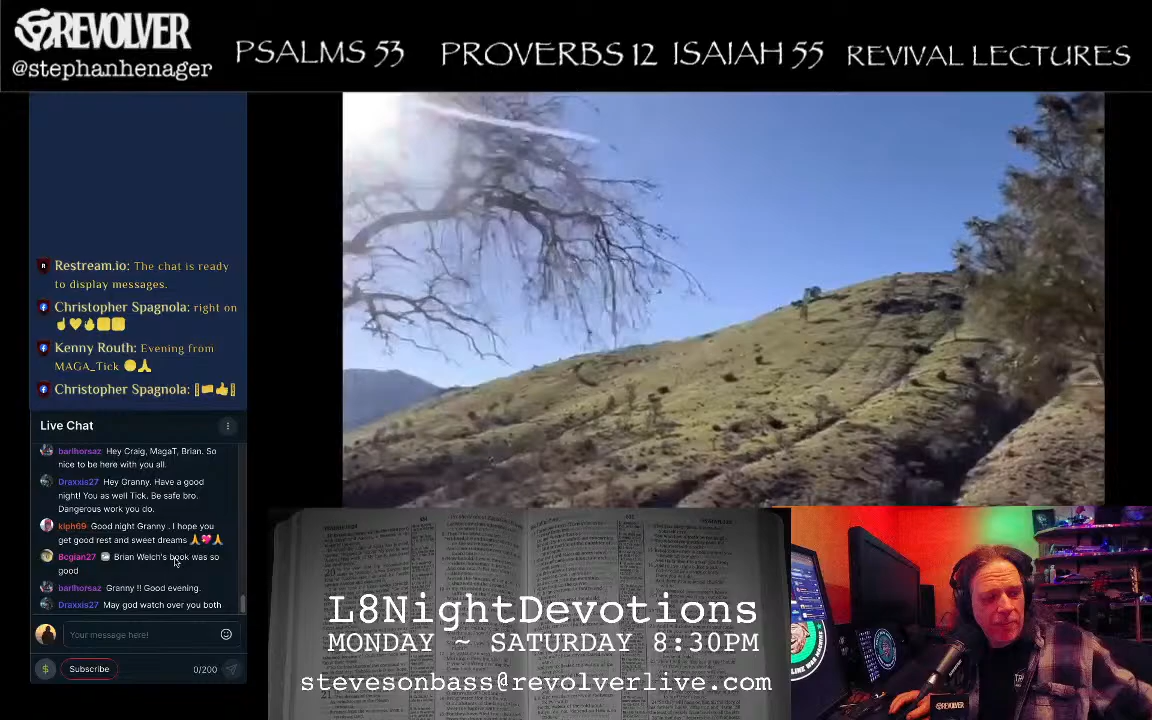 REVOLVER
@stephanhenager
PSALMS 53 PROVERBS 12 ISAIAH 55 REVIVAL LECTURES
Restream.io: The chat is ready
to display messages.
Christopher Spagnola: right on
Kenny Routh: Evening from
MAGA_Tick
Christopher Spagnola:
Live Chat
barlhorsaz Hey Craig, MagaT, Brian. So
nice to be here with you all.
Draxxis27 Hey Granny. Have a good
night! You as well Tick. Be safe bro.
Dangerous work you do.
klph69 Good night Granny . I hope you
get good rest and sweet dreams
Bcgian27 Brian Welch's book was so
good
barlhorsaz Granny !! Good evening.
Draxxis27 May god watch over you both
Your message here!
$ Subscribe 0/200
L8NightDevotions
MONDAY ~ SATURDAY 8:30PM
stevesonbass@revolverlive.com
REVOLVER